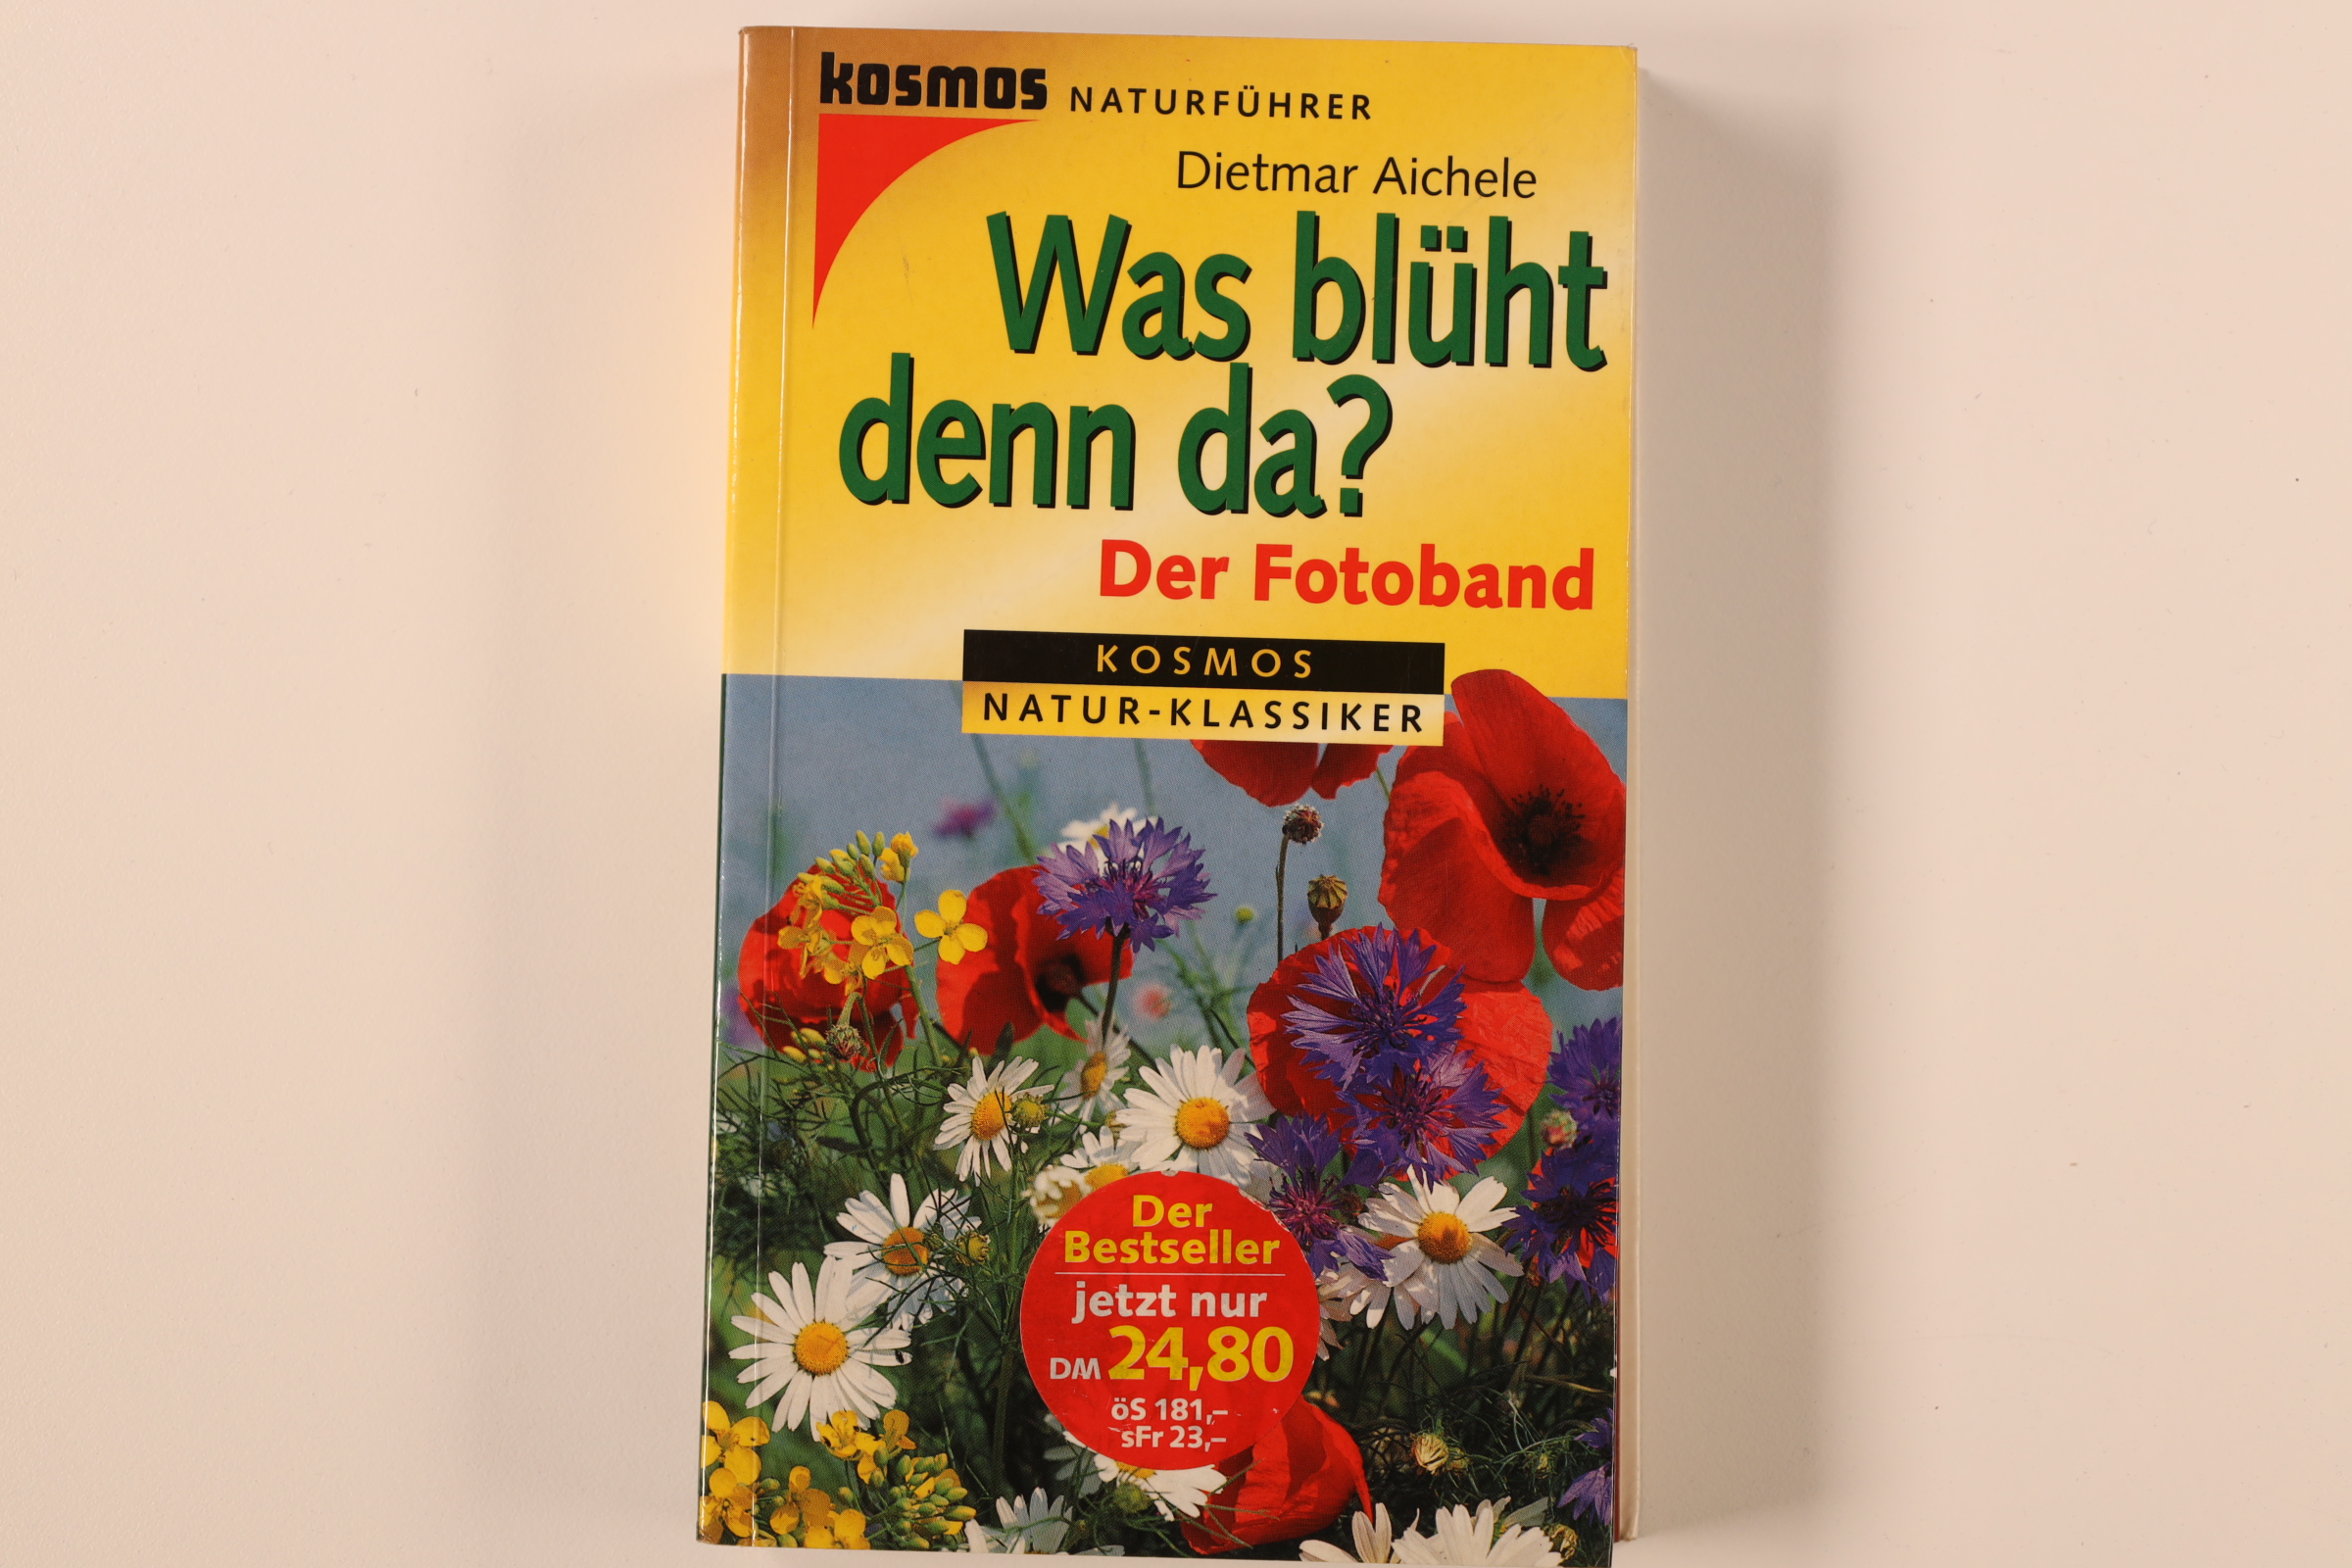 kosmos NATURFÜHRER
Dietmar Aichele
Was blüht
denn da?
Der Fotoband
KOSMOS
NATUR-KLASSIKER
Der
Bestseller
jetzt nur
DM 24,80
öS 181,–
sFr 23,–